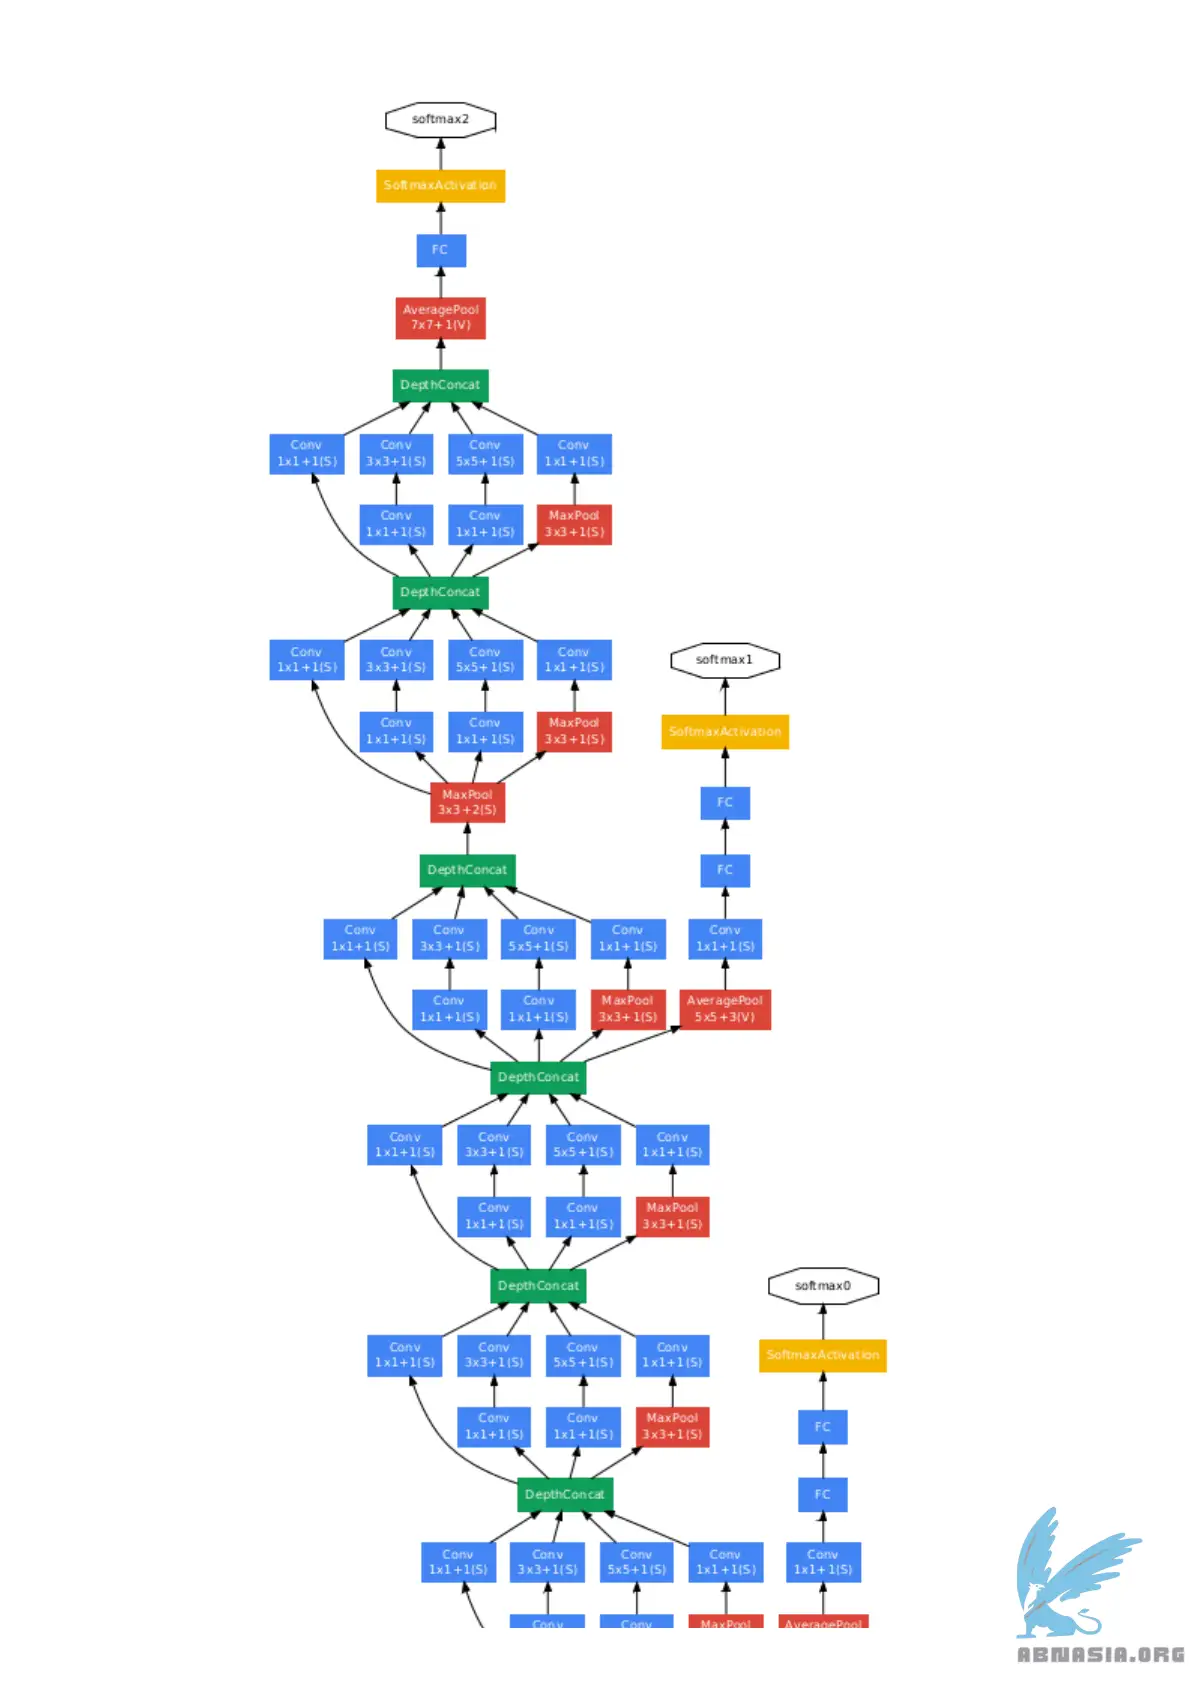 softmax2
SoftmaxActivation
FC
AveragePool
7x7+1(V)
DepthConcat
Conv
1x1+1(S)
Conv
3x3+1(S)
Conv
5x5+1(S)
Conv
1x1+1(S)
Conv
1x1+1(S)
Conv
1x1+1(S)
MaxPool
3x3+1(S)
DepthConcat
Conv
1x1+1(S)
Conv
3x3+1(S)
Conv
5x5+1(S)
Conv
1x1+1(S)
softmax1
Conv
1x1+1(S)
Conv
1x1+1(S)
MaxPool
3x3+1(S)
SoftmaxActivation
MaxPool
3x3+2(S)
FC
DepthConcat
FC
Conv
1x1+1(S)
Conv
3x3+1(S)
Conv
5x5+1(S)
Conv
1x1+1(S)
Conv
1x1+1(S)
Conv
1x1+1(S)
Conv
1x1+1(S)
MaxPool
3x3+1(S)
AveragePool
5x5+3(V)
DepthConcat
Conv
1x1+1(S)
Conv
3x3+1(S)
Conv
5x5+1(S)
Conv
1x1+1(S)
Conv
1x1+1(S)
Conv
1x1+1(S)
MaxPool
3x3+1(S)
DepthConcat
softmax0
Conv
1x1+1(S)
Conv
3x3+1(S)
Conv
5x5+1(S)
Conv
1x1+1(S)
SoftmaxActivation
Conv
1x1+1(S)
Conv
1x1+1(S)
MaxPool
3x3+1(S)
FC
DepthConcat
FC
Conv
1x1+1(S)
Conv
3x3+1(S)
Conv
5x5+1(S)
Conv
1x1+1(S)
Conv
1x1+1(S)
Conv
Conv
MaxPool
AveragePool
ABNASIA.ORG